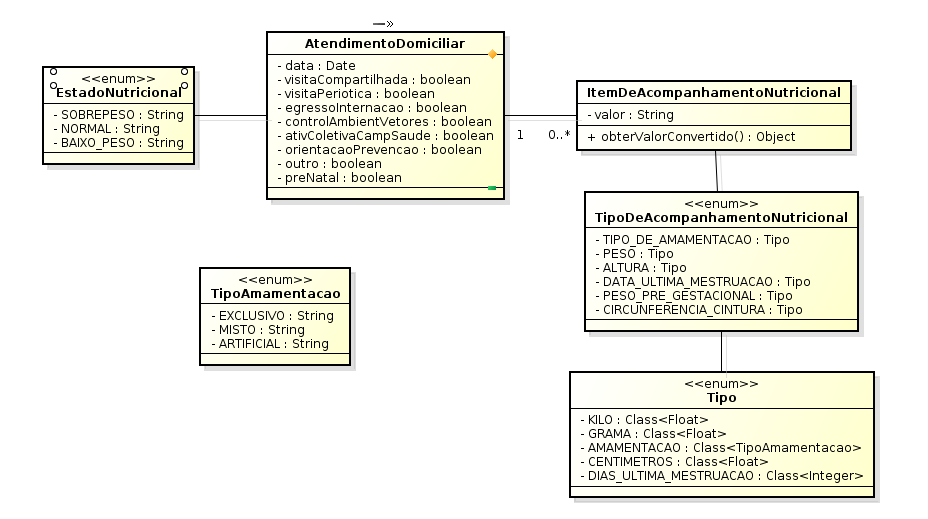 —»
AtendimentoDomiciliar
- data : Date
- visitaCompartilhada : boolean
- visitaPeriotica : boolean
- egressoInternacao : boolean
- controlAmbientVetores : boolean
- ativColetivaCampSaude : boolean
- orientacaoPrevencao : boolean
- outro : boolean
- preNatal : boolean
<<enum>>
EstadoNutricional
- SOBREPESO : String
- NORMAL : String
- BAIXO_PESO : String
1
0..*
ItemDeAcompanhamentoNutricional
- valor : String
+ obterValorConvertido() : Object
<<enum>>
TipoDeAcompanhamentoNutricional
- TIPO_DE_AMAMENTACAO : Tipo
- PESO : Tipo
- ALTURA : Tipo
- DATA_ULTIMA_MESTRUACAO : Tipo
- PESO_PRE_GESTACIONAL : Tipo
- CIRCUNFERENCIA_CINTURA : Tipo
<<enum>>
TipoAmamentacao
- EXCLUSIVO : String
- MISTO : String
- ARTIFICIAL : String
<<enum>>
Tipo
- KILO : Class<Float>
- GRAMA : Class<Float>
- AMAMENTACAO : Class<TipoAmamentacao>
- CENTIMETROS : Class<Float>
- DIAS_ULTIMA_MESTRUACAO : Class<Integer>